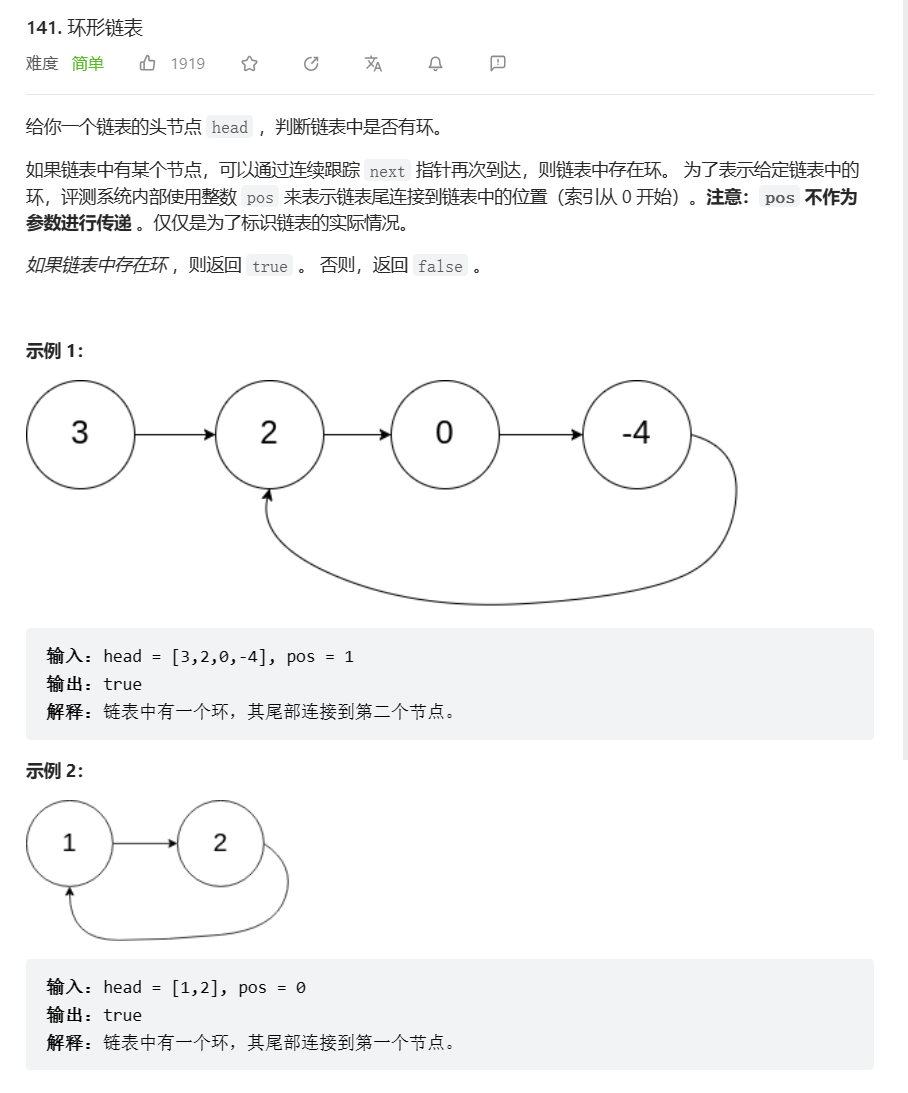 141. 环形链表
难度 简单 1919
给你一个链表的头节点 head ，判断链表中是否有环。
如果链表中有某个节点，可以通过连续跟踪 next 指针再次到达，则链表中存在环。 为了表示给定链表中的
环，评测系统内部使用整数 pos 来表示链表尾连接到链表中的位置（索引从 0 开始）。注意：pos 不作为
参数进行传递 。仅仅是为了标识链表的实际情况。
如果链表中存在环 ，则返回 true 。 否则，返回 false 。
示例 1：
3 2 0 -4
输入：head = [3,2,0,-4], pos = 1
输出：true
解释：链表中有一个环，其尾部连接到第二个节点。
示例 2：
1 2
输入：head = [1,2], pos = 0
输出：true
解释：链表中有一个环，其尾部连接到第一个节点。